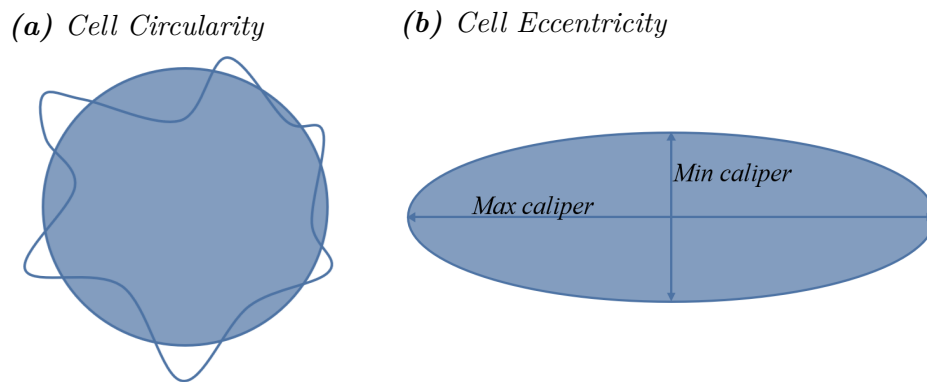 (a) Cell Circularity
(b) Cell Eccentricity
Min caliper
Max caliper